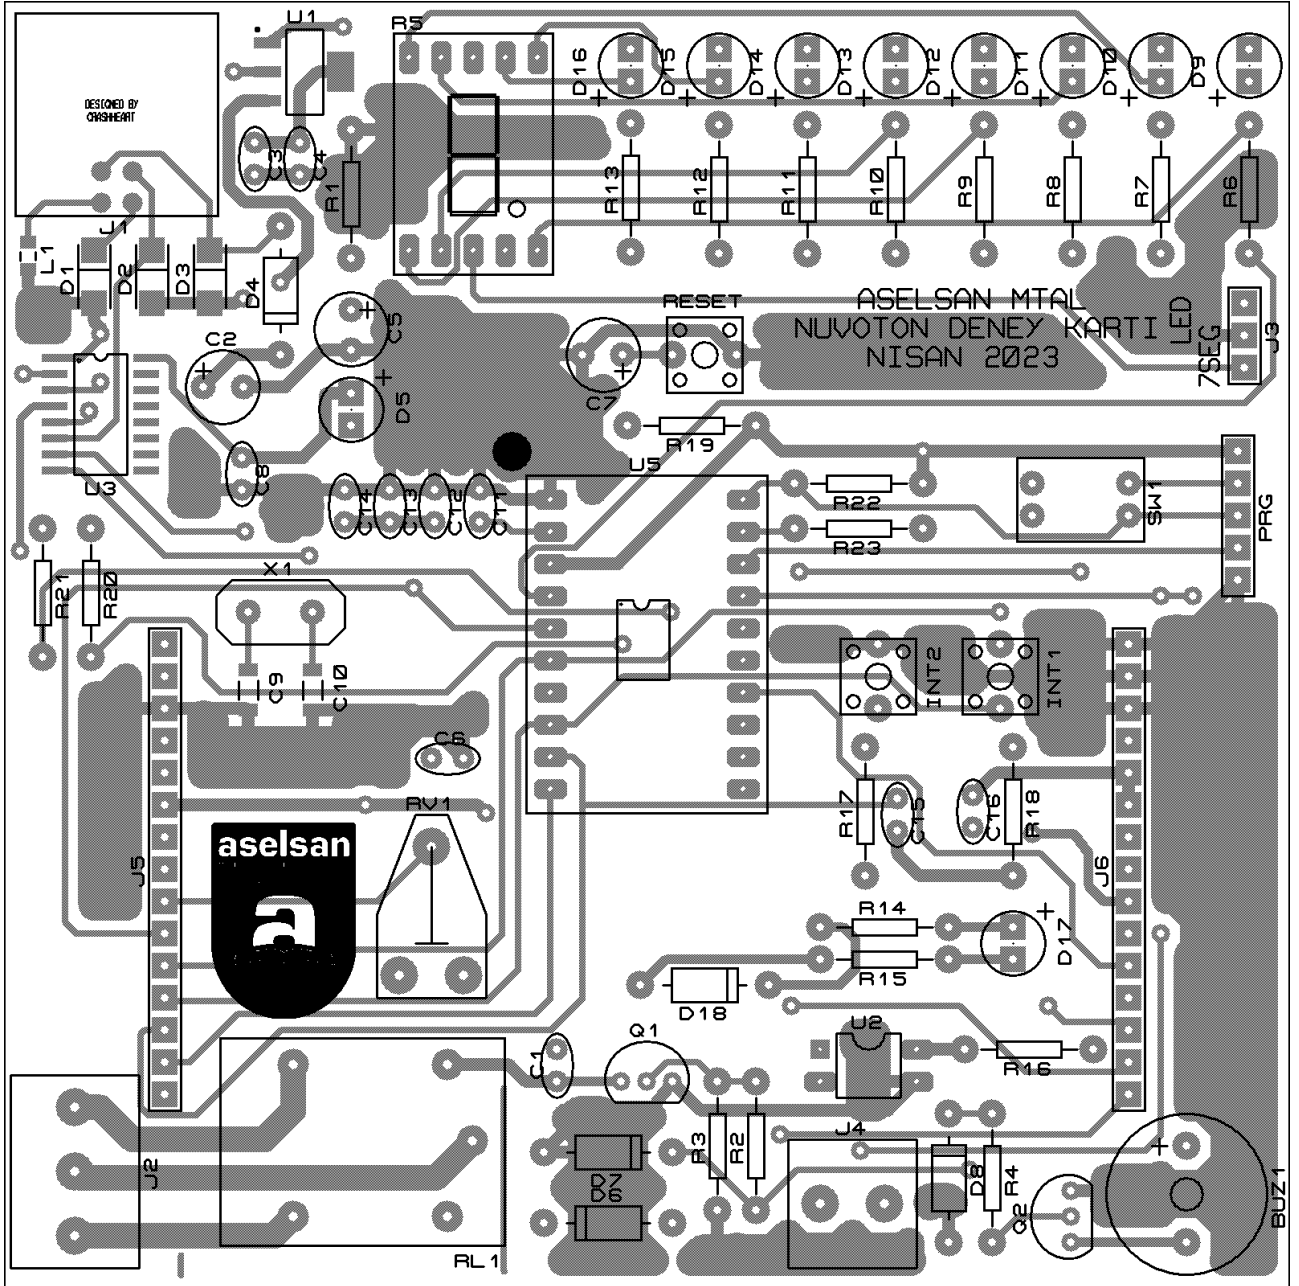 U1
R5
DESIGNED BY
CRASHHEART
D16
D15
D14
D13
D12
D11
D10
D9
C3
C4
R1
R13
R12
R11
R10
R9
R8
R7
R6
J1
L1
D1
D2
D3
D4
C5
C2
D5
RESET
C7
ASELSAN MTAL
NUVOTON DENEY KARTI
NISAN 2023
LED
7SEG
J3
R19
U3
C8
C14
C13
C12
C11
U5
R22
R23
SW1
PRG
R21
R20
X1
C9
C10
INT2
INT1
C6
RV1
R17
C15
C16
R18
J5
J6
aselsan
a
R14
R15
D17
D18
U2
R16
Q1
C1
R3
R2
J4
D8
R4
Q2
BUZ1
J2
D7
D6
RL1